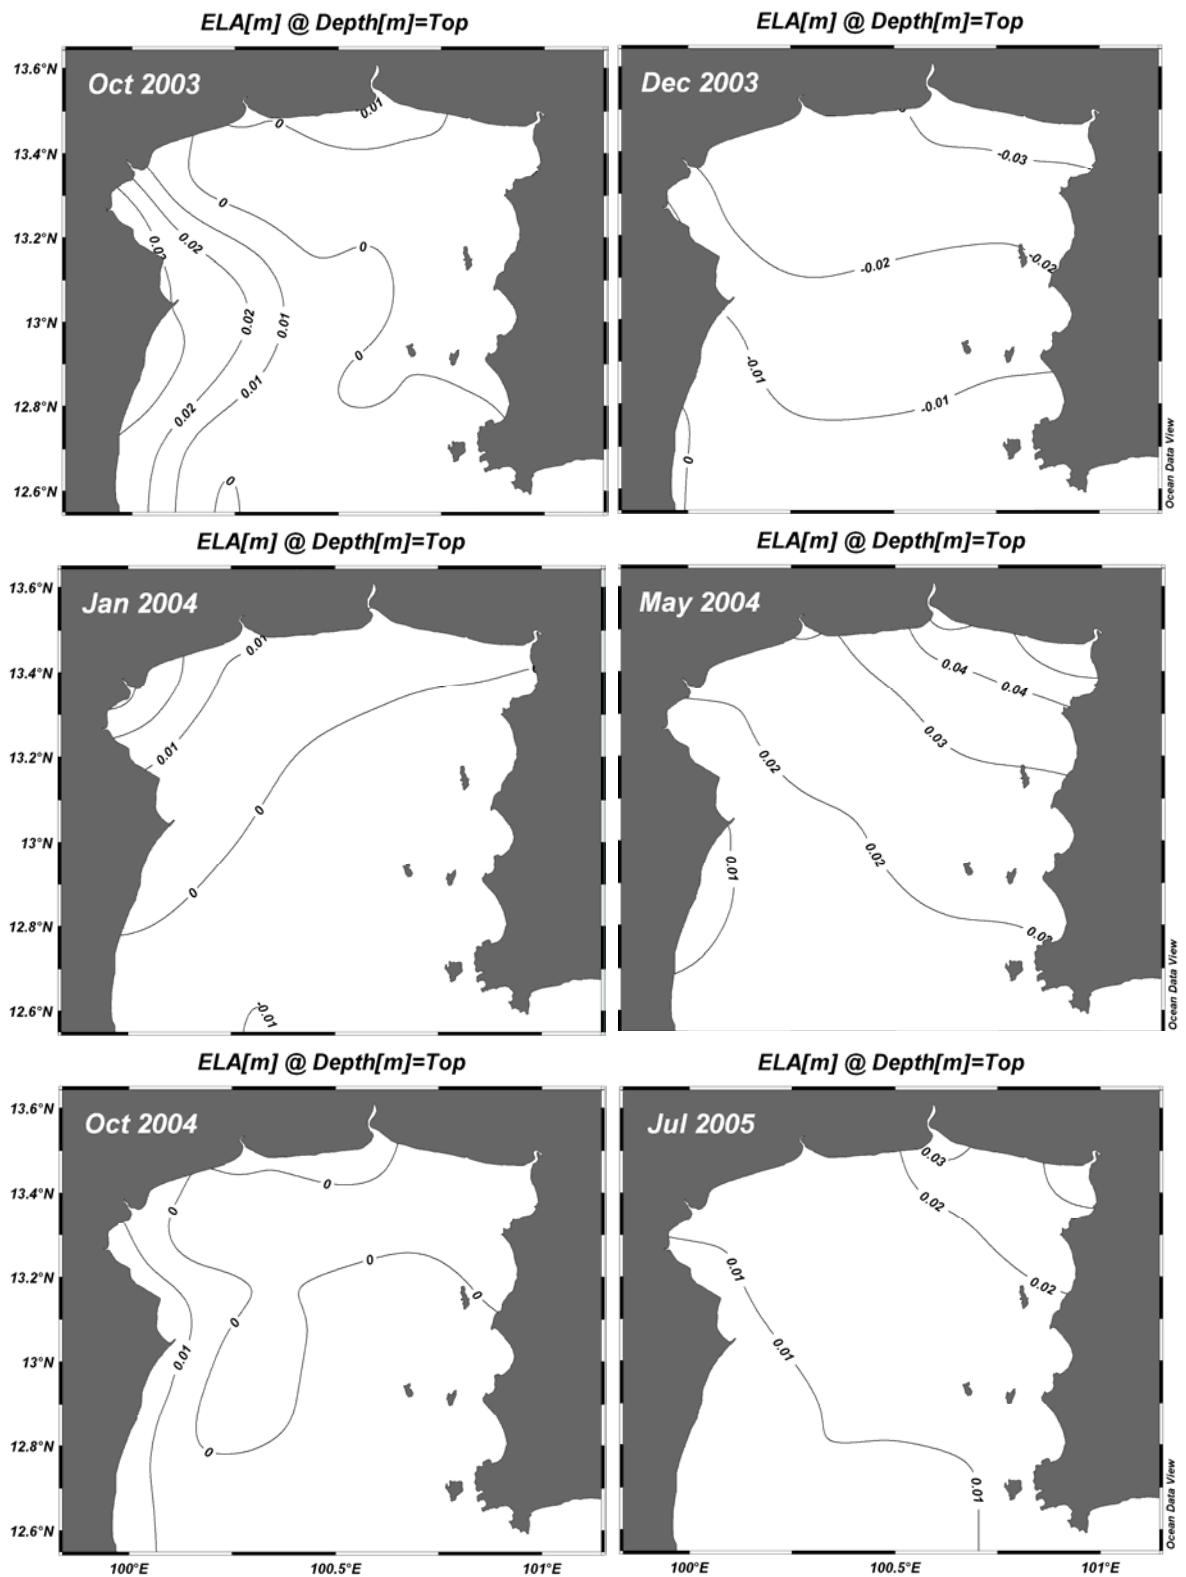 ELA[m] @ Depth[m]=Top
ELA[m] @ Depth[m]=Top
Oct 2003
Dec 2003
13.6°N
13.4°N
13.2°N
13°N
12.8°N
12.6°N
0.01
0
0
0
0
0
0.03
0.02
0.02
0.02
0.01
0.01
-0.03
-0.02
-0.02
-0.01
-0.01
0
Ocean Data View
ELA[m] @ Depth[m]=Top
ELA[m] @ Depth[m]=Top
Jan 2004
May 2004
13.6°N
13.4°N
13.2°N
13°N
12.8°N
12.6°N
0.01
0.01
0
0
-0.01
0.04
0.04
0.03
0.02
0.02
0.02
0.01
Ocean Data View
ELA[m] @ Depth[m]=Top
ELA[m] @ Depth[m]=Top
Oct 2004
Jul 2005
13.6°N
13.4°N
13.2°N
13°N
12.8°N
12.6°N
0
0
0
0
0
0
0.01
0.03
0.02
0.02
0.01
0.01
0.01
Ocean Data View
100°E
100.5°E
101°E
100°E
100.5°E
101°E